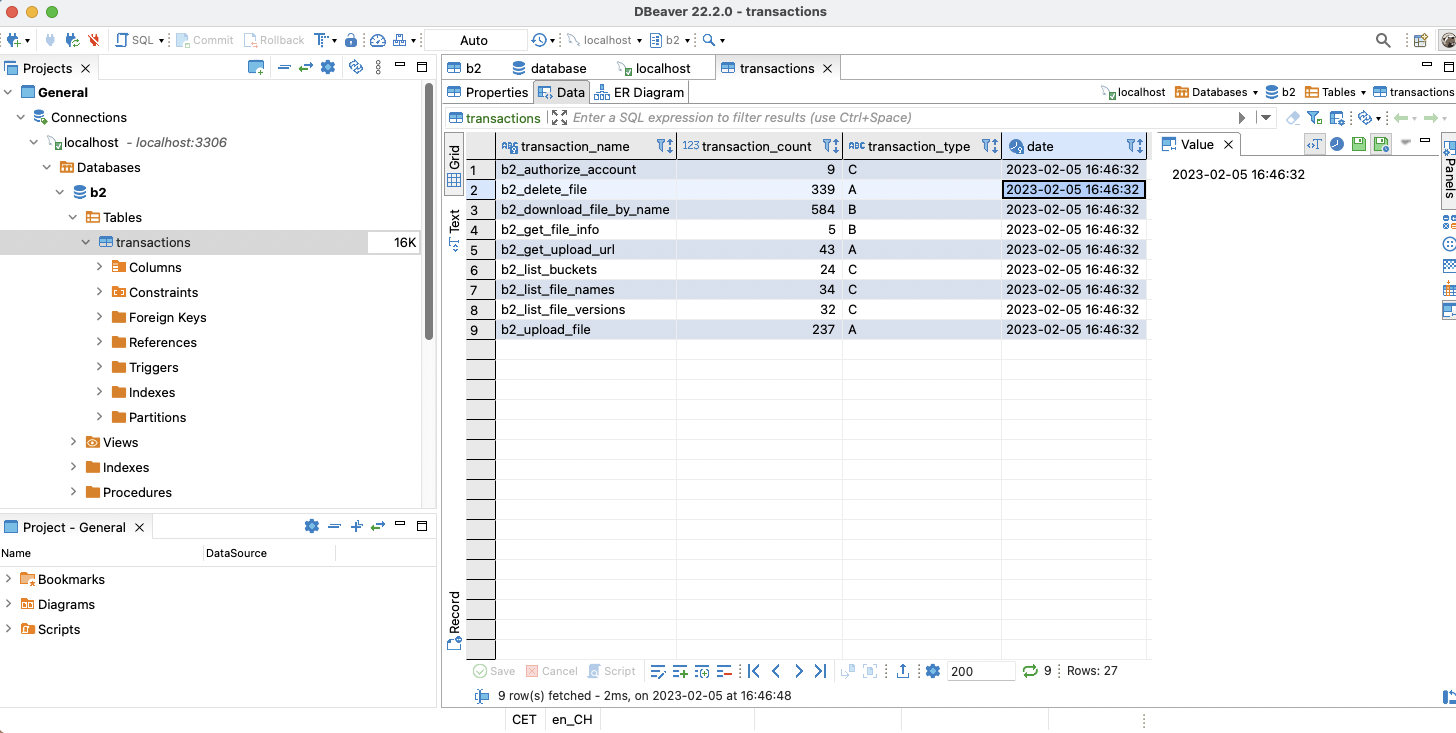 DBeaver 22.2.0 - transactions
SQL Commit Rollback Auto localhost b2
Projects
General
Connections
localhost - localhost:3306
Databases
b2
Tables
transactions 16K
Columns
Constraints
Foreign Keys
References
Triggers
Indexes
Partitions
Views
Indexes
Procedures
Project - General
Name DataSource
Bookmarks
Diagrams
Scripts
b2 database localhost transactions
Properties Data ER Diagram localhost Databases b2 Tables transactions
transactions Enter a SQL expression to filter results (use Ctrl+Space)
Grid
Text
Record
ABC transaction_name 123 transaction_count ABC transaction_type date
1 b2_authorize_account 9 C 2023-02-05 16:46:32
2 b2_delete_file 339 A 2023-02-05 16:46:32
3 b2_download_file_by_name 584 B 2023-02-05 16:46:32
4 b2_get_file_info 5 B 2023-02-05 16:46:32
5 b2_get_upload_url 43 A 2023-02-05 16:46:32
6 b2_list_buckets 24 C 2023-02-05 16:46:32
7 b2_list_file_names 34 C 2023-02-05 16:46:32
8 b2_list_file_versions 32 C 2023-02-05 16:46:32
9 b2_upload_file 237 A 2023-02-05 16:46:32
Value
2023-02-05 16:46:32
Panels
Save Cancel Script 200 9 Rows: 27
9 row(s) fetched - 2ms, on 2023-02-05 at 16:46:48
CET en_CH